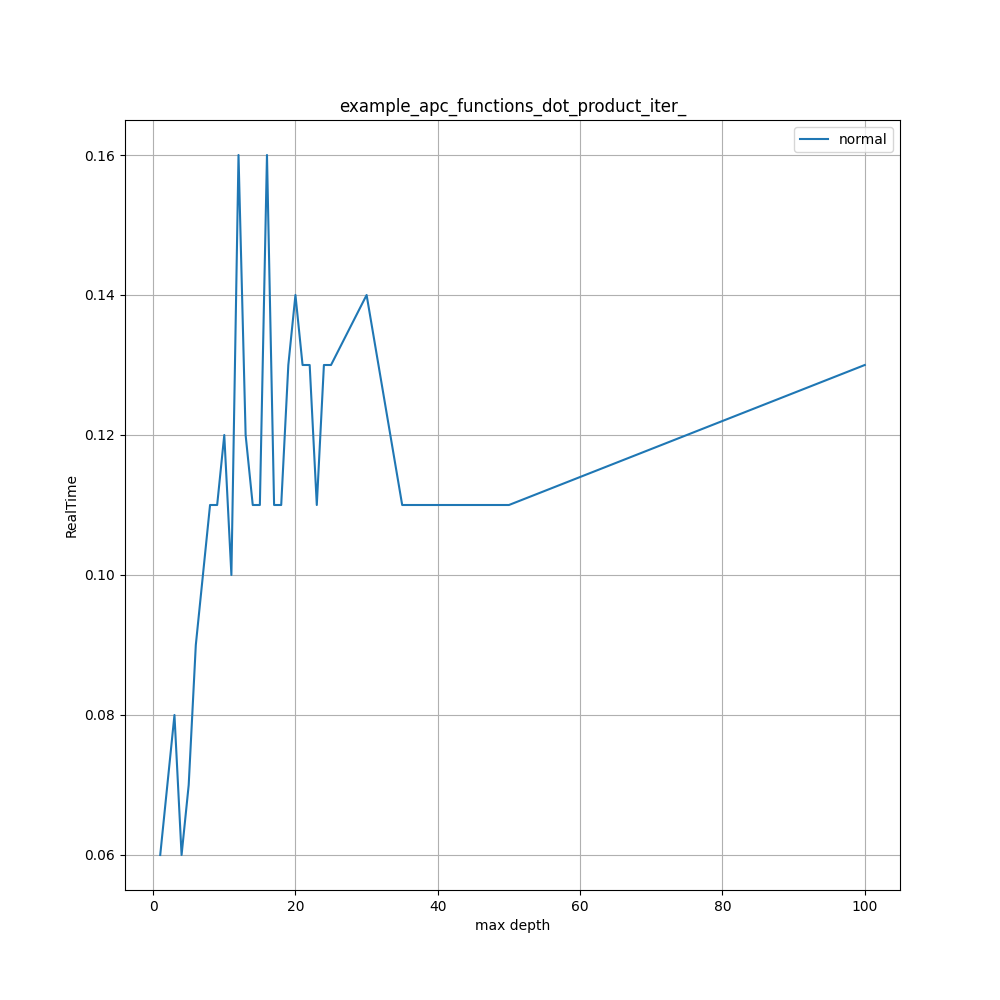 example_apc_functions_dot_product_iter_
normal
0.16
0.14
0.12
0.10
0.08
0.06
RealTime
0 20 40 60 80 100
max depth